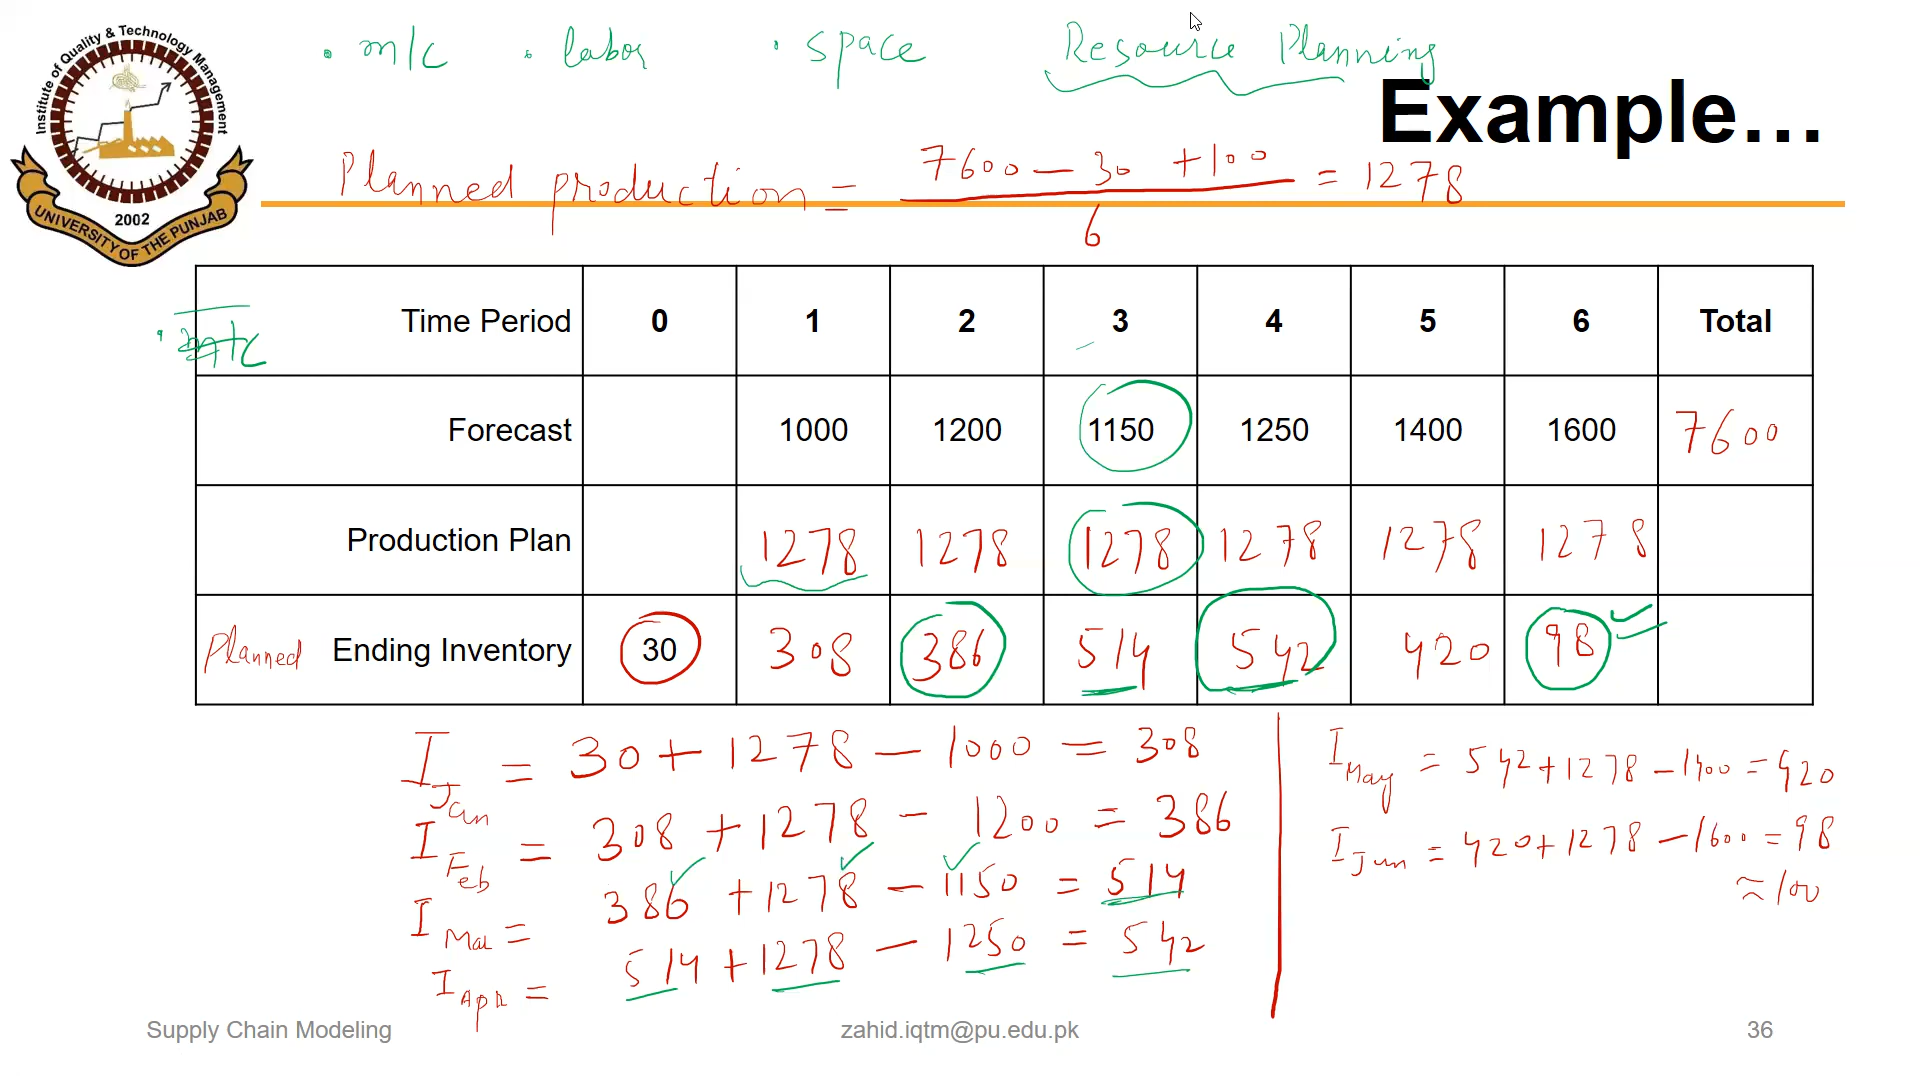 • m/c • labor • space Resource Planning
Institute of Quality & Technology Management
2002
UNIVERSITY OF THE PUNJAB
Example…
Planned production = 7600 – 30 +100 / 6 = 1278
Time Period 0 1 2 3 4 5 6 Total
Forecast 1000 1200 1150 1250 1400 1600 7600
Production Plan 1278 1278 1278 1278 1278 1278
Planned Ending Inventory 30 308 386 514 542 420 98
I Jan = 30 + 1278 – 1000 = 308
I Feb = 308 + 1278 – 1200 = 386
I Mar = 386 + 1278 – 1150 = 514
I Apr = 514 + 1278 – 1250 = 542
I May = 542 + 1278 – 1400 = 420
I Jun = 420 + 1278 – 1600 = 98
≈ 100
Supply Chain Modeling zahid.iqtm@pu.edu.pk 36